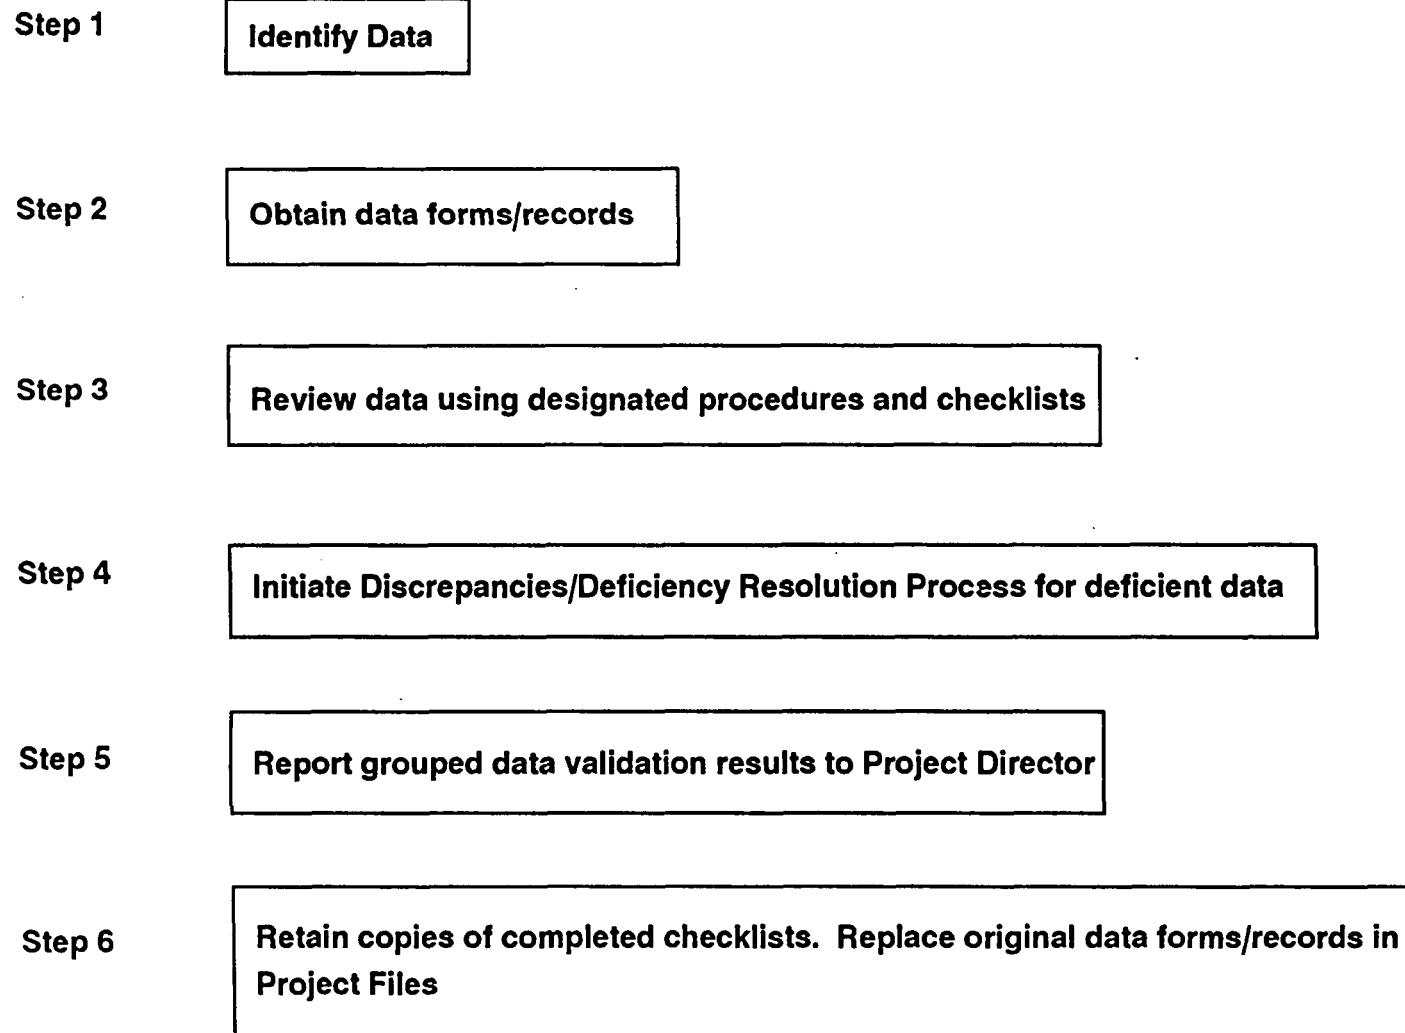 Step 1
Identify Data
Step 2
Obtain data forms/records
Step 3
Review data using designated procedures and checklists
Step 4
Initiate Discrepancies/Deficiency Resolution Process for deficient data
Step 5
Report grouped data validation results to Project Director
Step 6
Retain copies of completed checklists. Replace original data forms/records in
Project Files